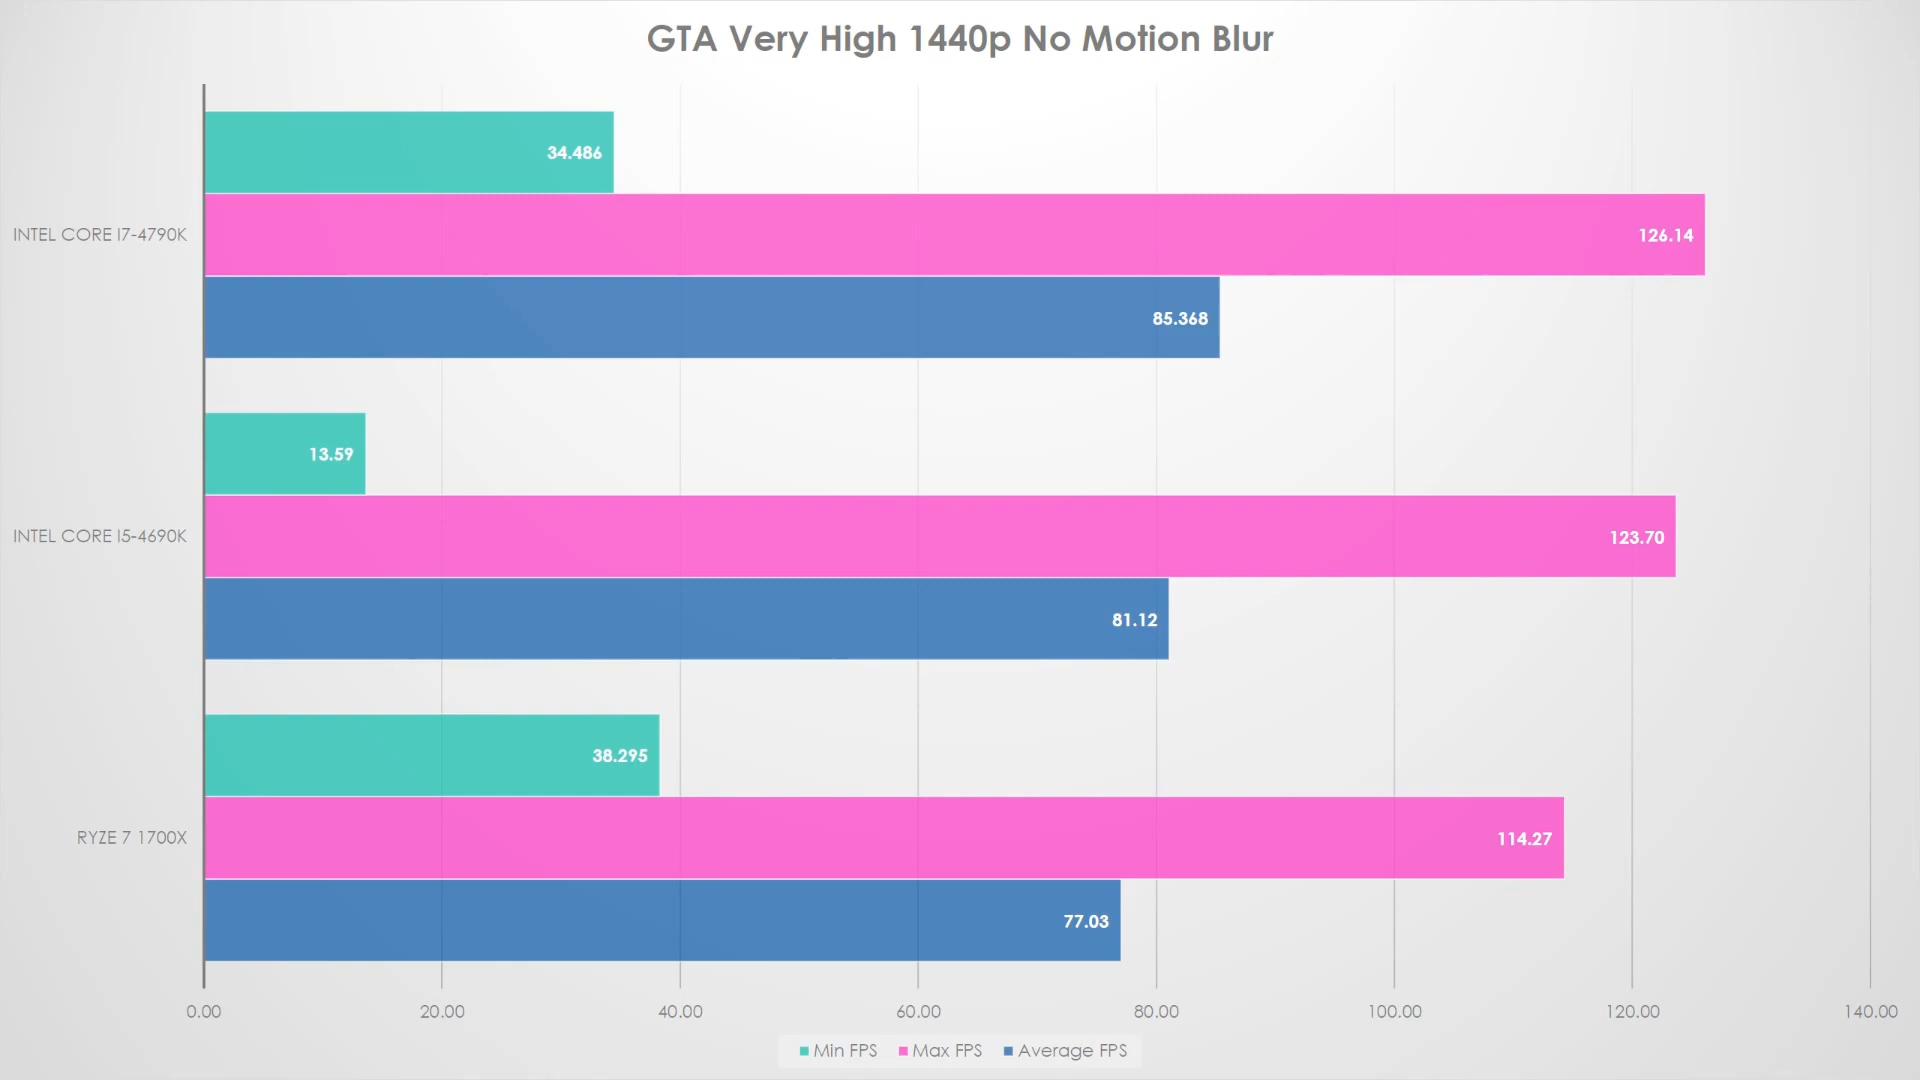 GTA Very High 1440p No Motion Blur
34.486
INTEL CORE I7-4790K
126.14
85.368
13.59
INTEL CORE I5-4690K
123.70
81.12
38.295
RYZE 7 1700X
114.27
77.03
0.00 20.00 40.00 60.00 80.00 100.00 120.00 140.00
Min FPS Max FPS Average FPS